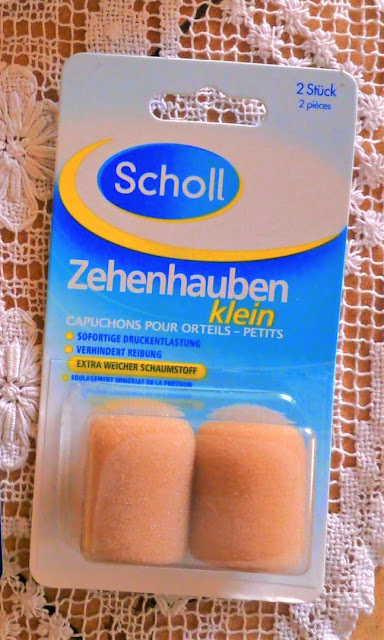 2 Stück
2 pièces
Scholl
Zehenhauben
klein
CAPUCHONS POUR ORTEILS – PETITS
SOFORTIGE DRUCKENTLASTUNG
VERHINDERT REIBUNG
EXTRA WEICHER SCHAUMSTOFF
SOULAGEMENT IMMÉDIAT DE LA PRESSION